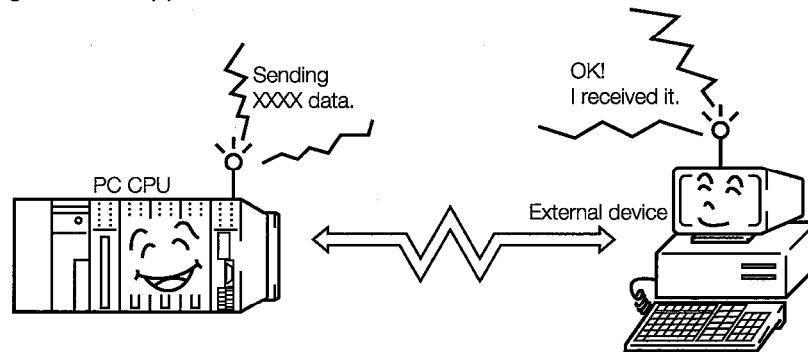 Sending
XXXX data.
OK!
I received it.
PC CPU
External device